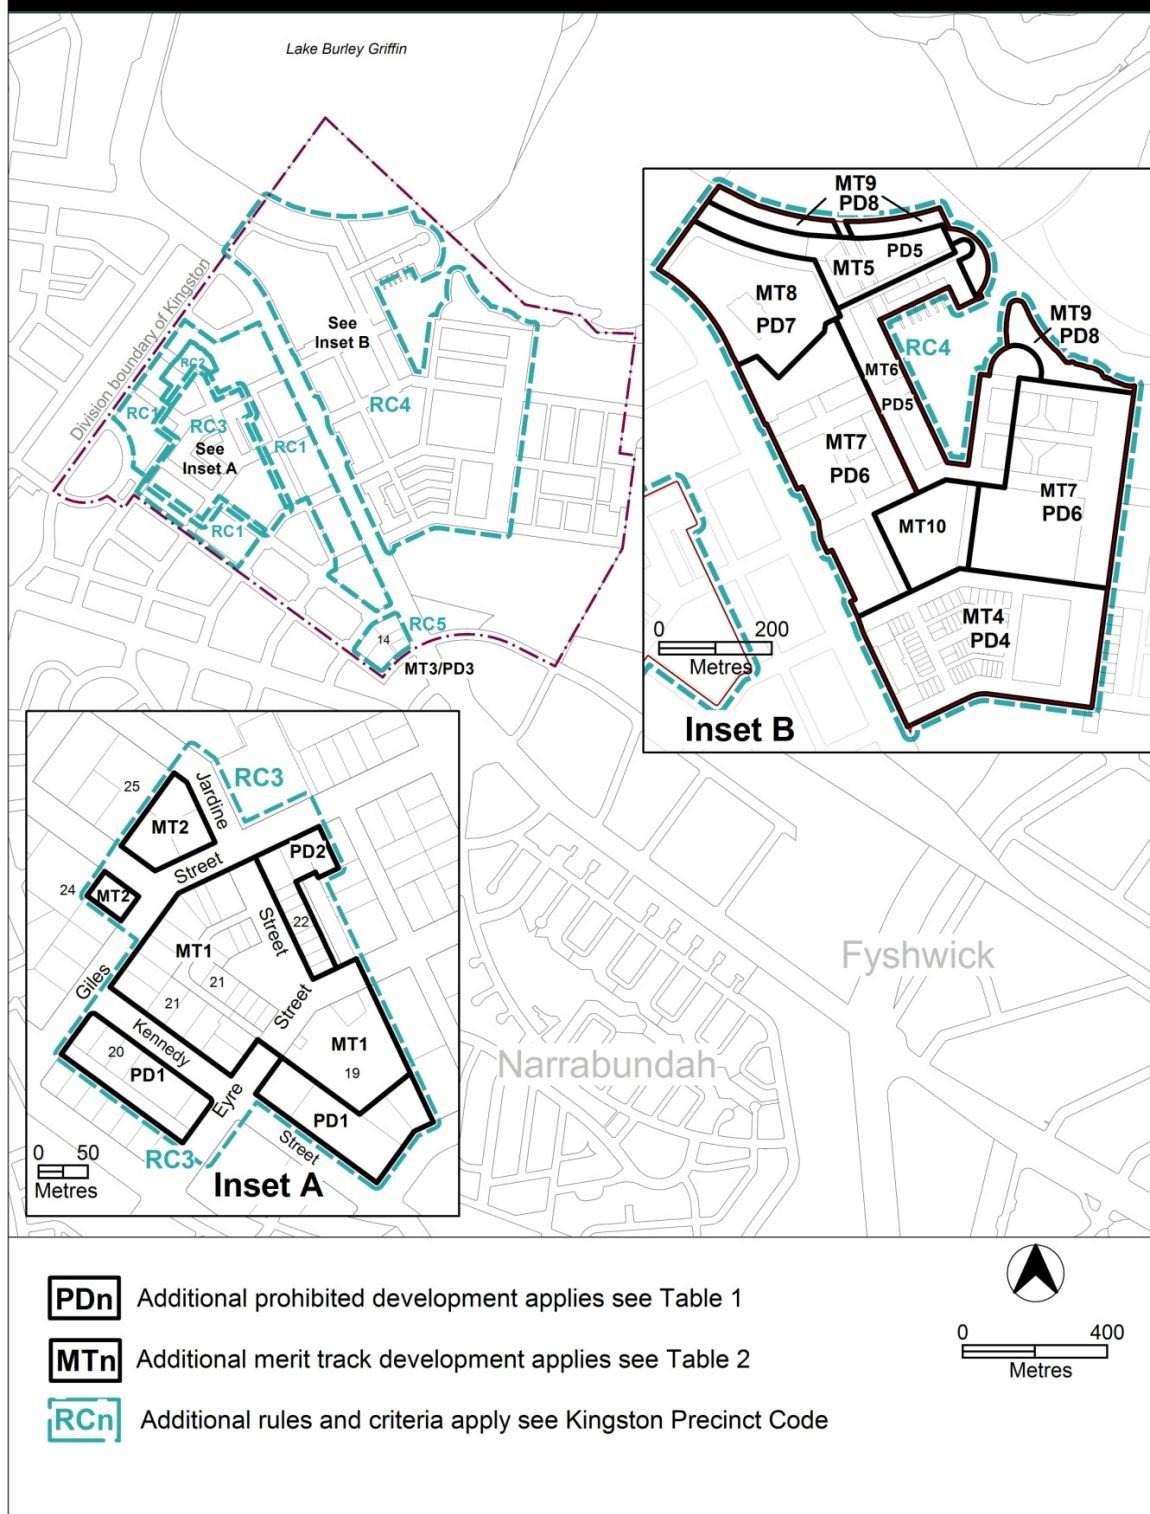 Lake Burley Griffin
Division boundary of Kingston
See
Inset B
RC2
RC1
RC3
See
Inset A
RC1
RC4
RC1
RC5
14
MT3/PD3
MT9
PD8
PD5
MT5
MT8
PD7
MT9
PD8
RC4
MT6
PD5
MT7
PD6
MT7
PD6
MT10
MT4
PD4
0 200
Metres
Inset B
RC3
25
Jardine
MT2
Street
PD2
24
MT2
Street
22
MT1
21
21
Giles
Street
Kennedy
MT1
19
20
PD1
Eyre
PD1
Street
RC3
0 50
Metres
Inset A
Fyshwick
Narrabundah
PDn Additional prohibited development applies see Table 1
MTn Additional merit track development applies see Table 2
RCn Additional rules and criteria apply see Kingston Precinct Code
0 400
Metres